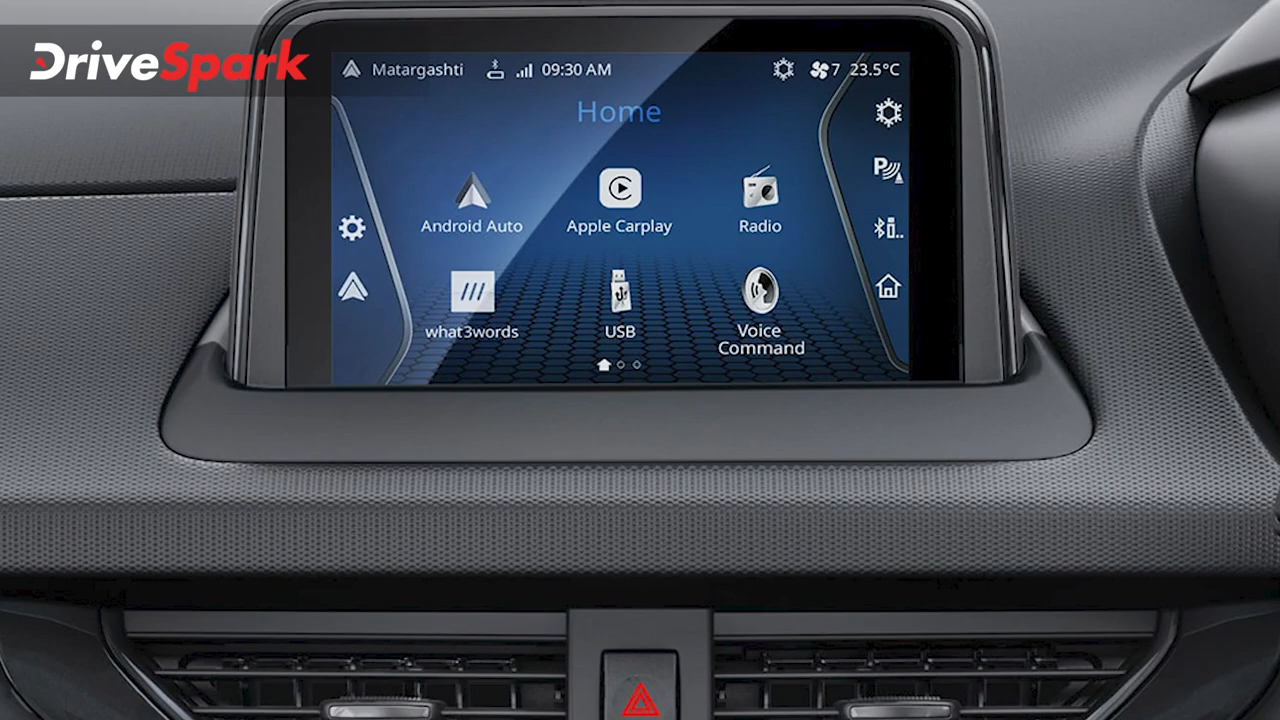 DriveSpark
Matargashti 09:30 AM 7 23.5°C
Home
Android Auto Apple Carplay Radio
what3words USB Voice
Command